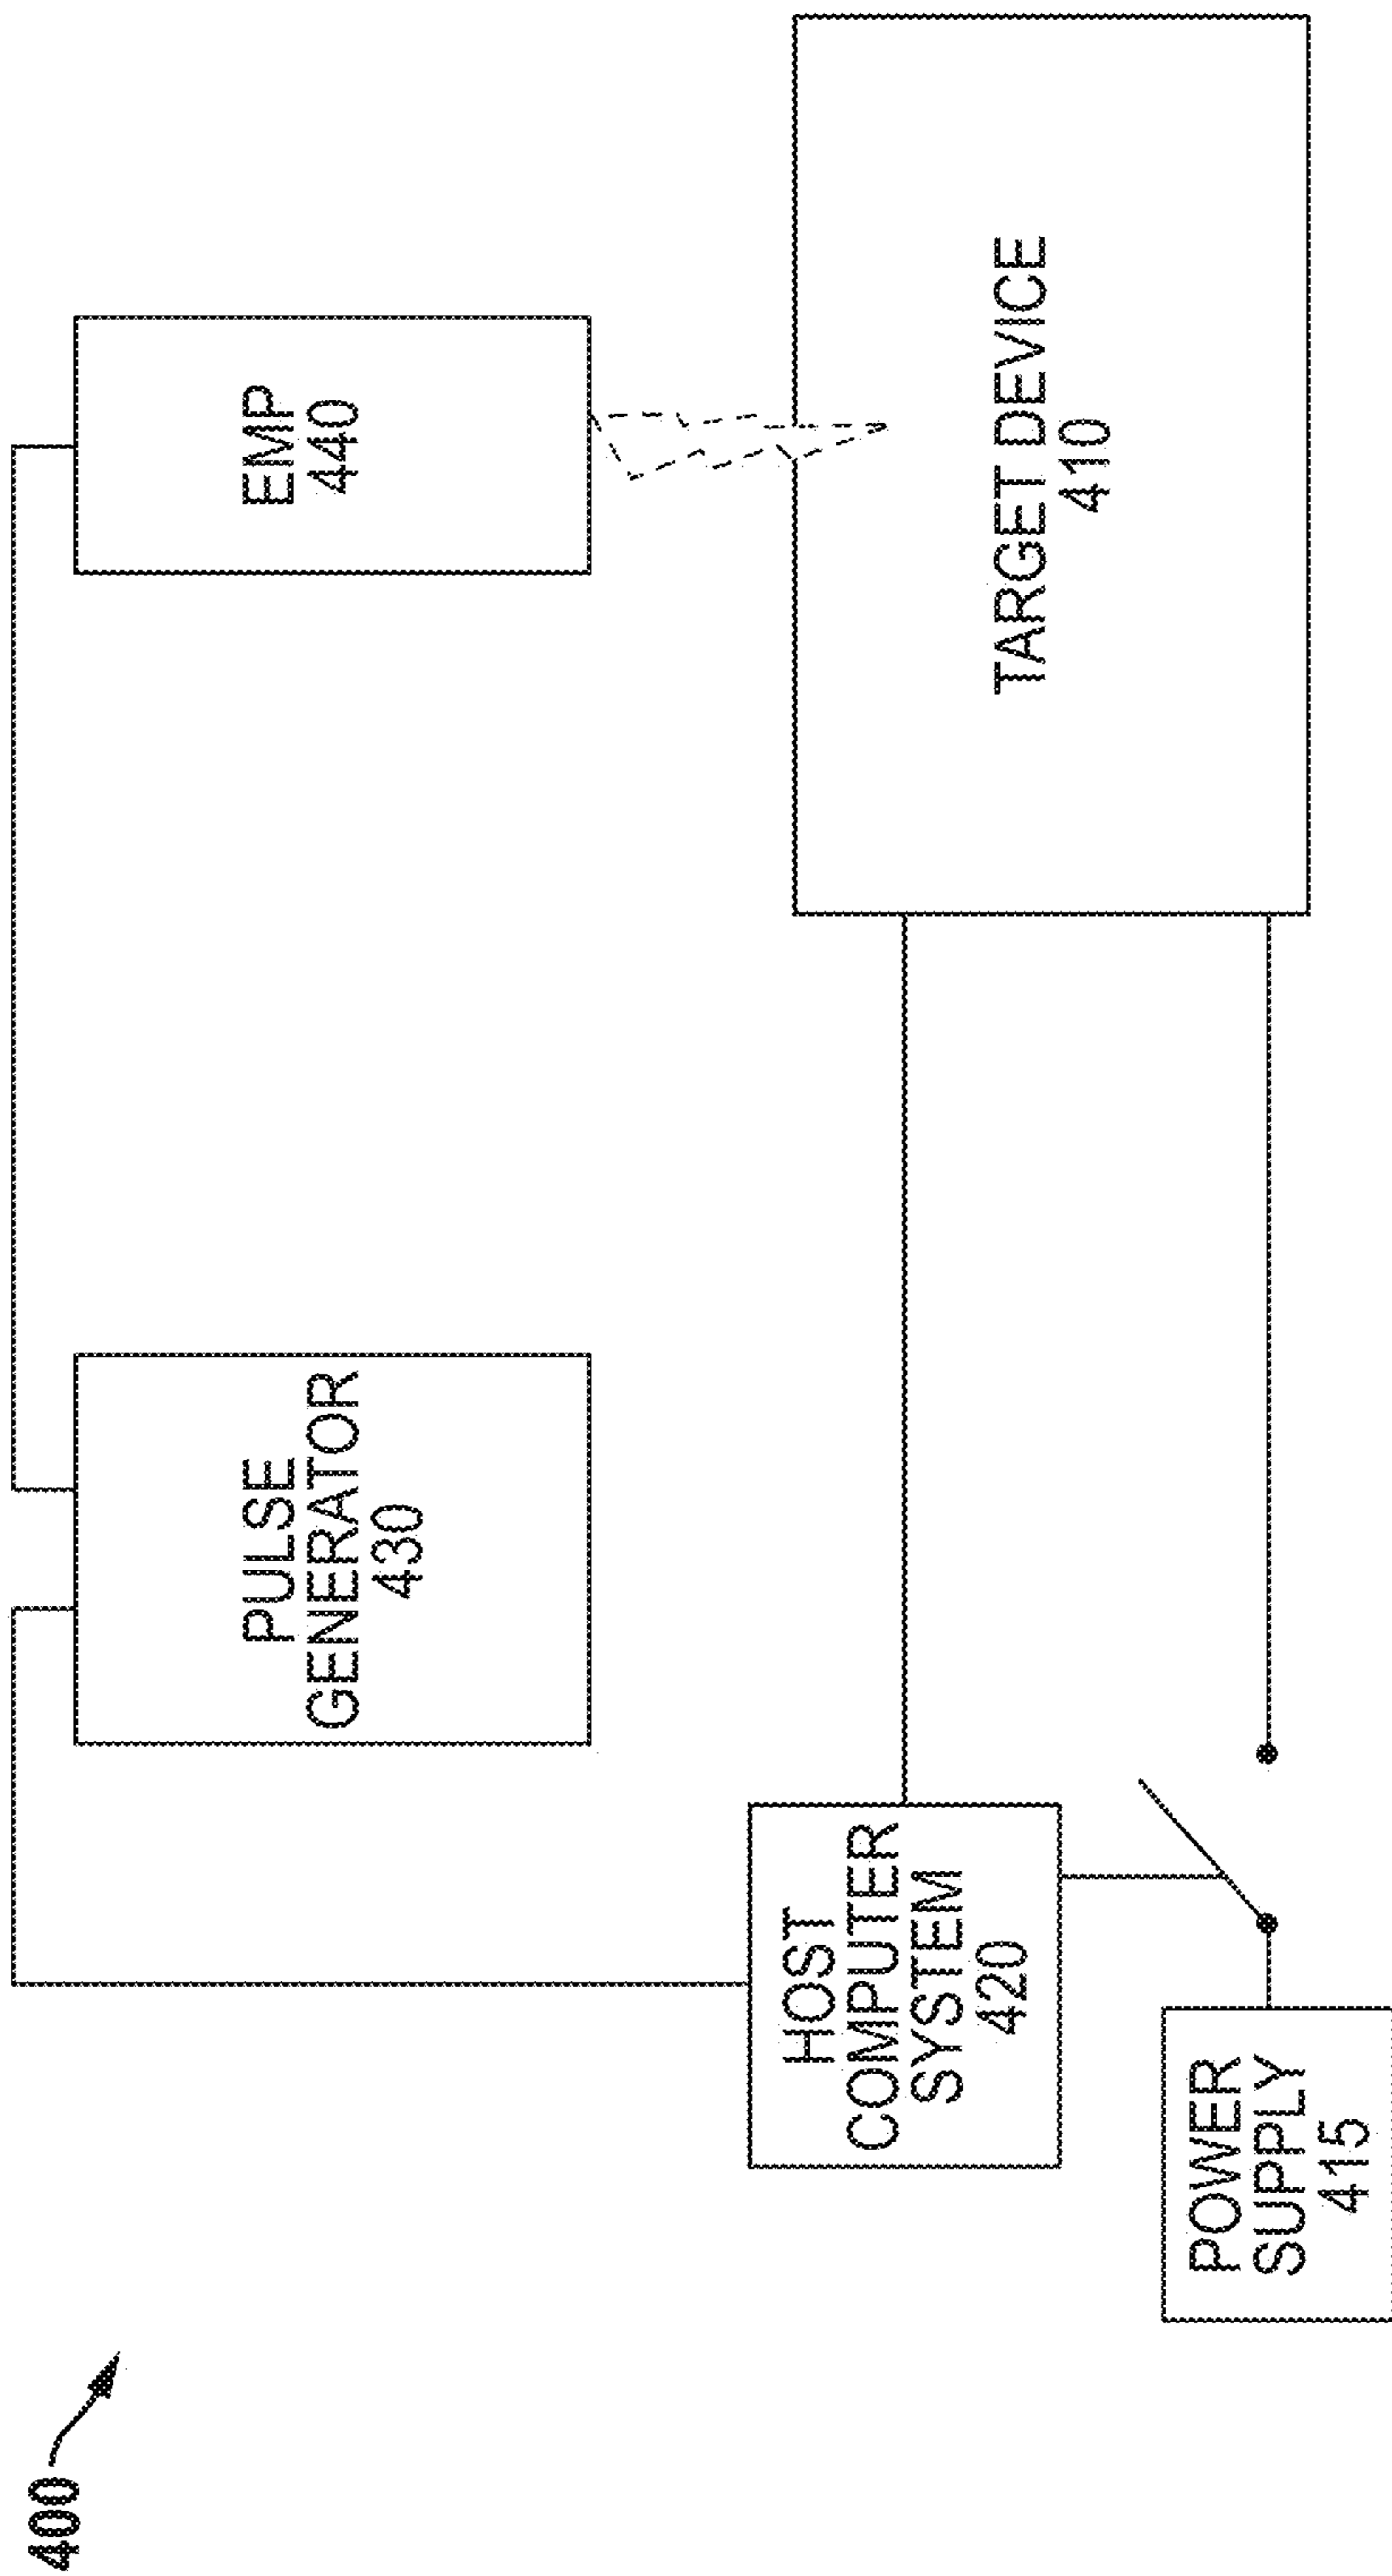 400
PULSE
GENERATOR
430
EMP
440
HOST
COMPUTER
SYSTEM
420
TARGET DEVICE
410
POWER
SUPPLY
415